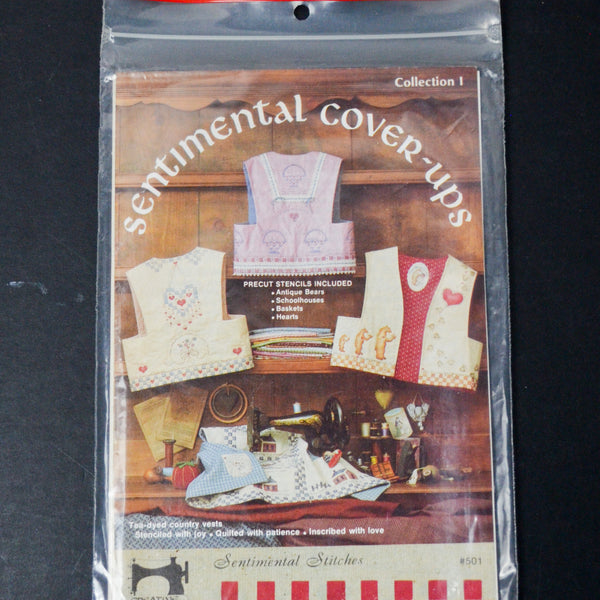 Collection I
Sentimental Cover-ups
PRECUT STENCILS INCLUDED
• Antique Bears
• Schoolhouses
• Baskets
• Hearts
Tea-dyed country vests
Stenciled with joy • Quilted with patience • Inscribed with love
Sentimental Stitches
#501
CREATIVE